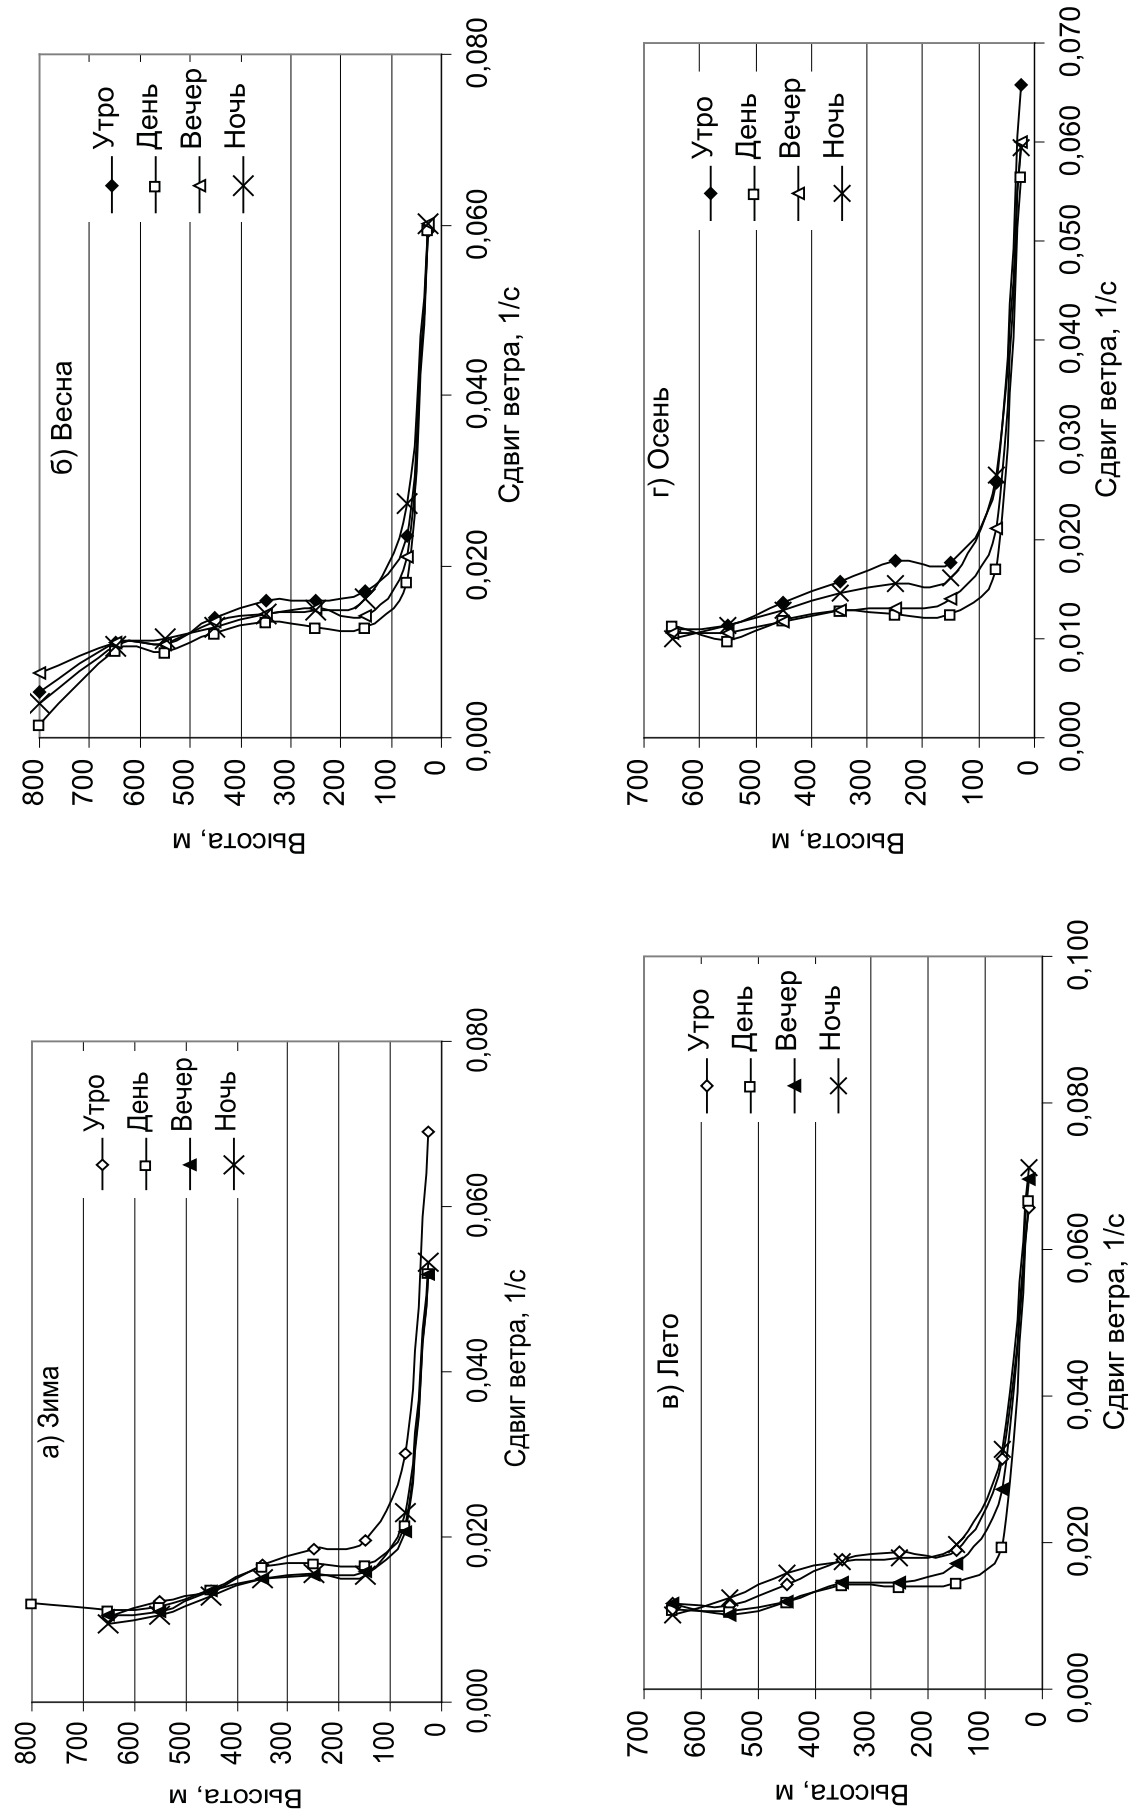 а) Зима
800
700
600
500
400
300
200
100
0
Высота, м
0,000
0,020
0,040
0,060
0,080
Сдвиг ветра, 1/с
Утро
День
Вечер
Ночь
б) Весна
800
700
600
500
400
300
200
100
0
Высота, м
0,000
0,020
0,040
0,060
0,080
Сдвиг ветра, 1/с
Утро
День
Вечер
Ночь
в) Лето
700
600
500
400
300
200
100
0
Высота, м
0,000
0,020
0,040
0,060
0,080
0,100
Сдвиг ветра, 1/с
Утро
День
Вечер
Ночь
г) Осень
700
600
500
400
300
200
100
0
Высота, м
0,000
0,010
0,020
0,030
0,040
0,050
0,060
0,070
Сдвиг ветра, 1/с
Утро
День
Вечер
Ночь